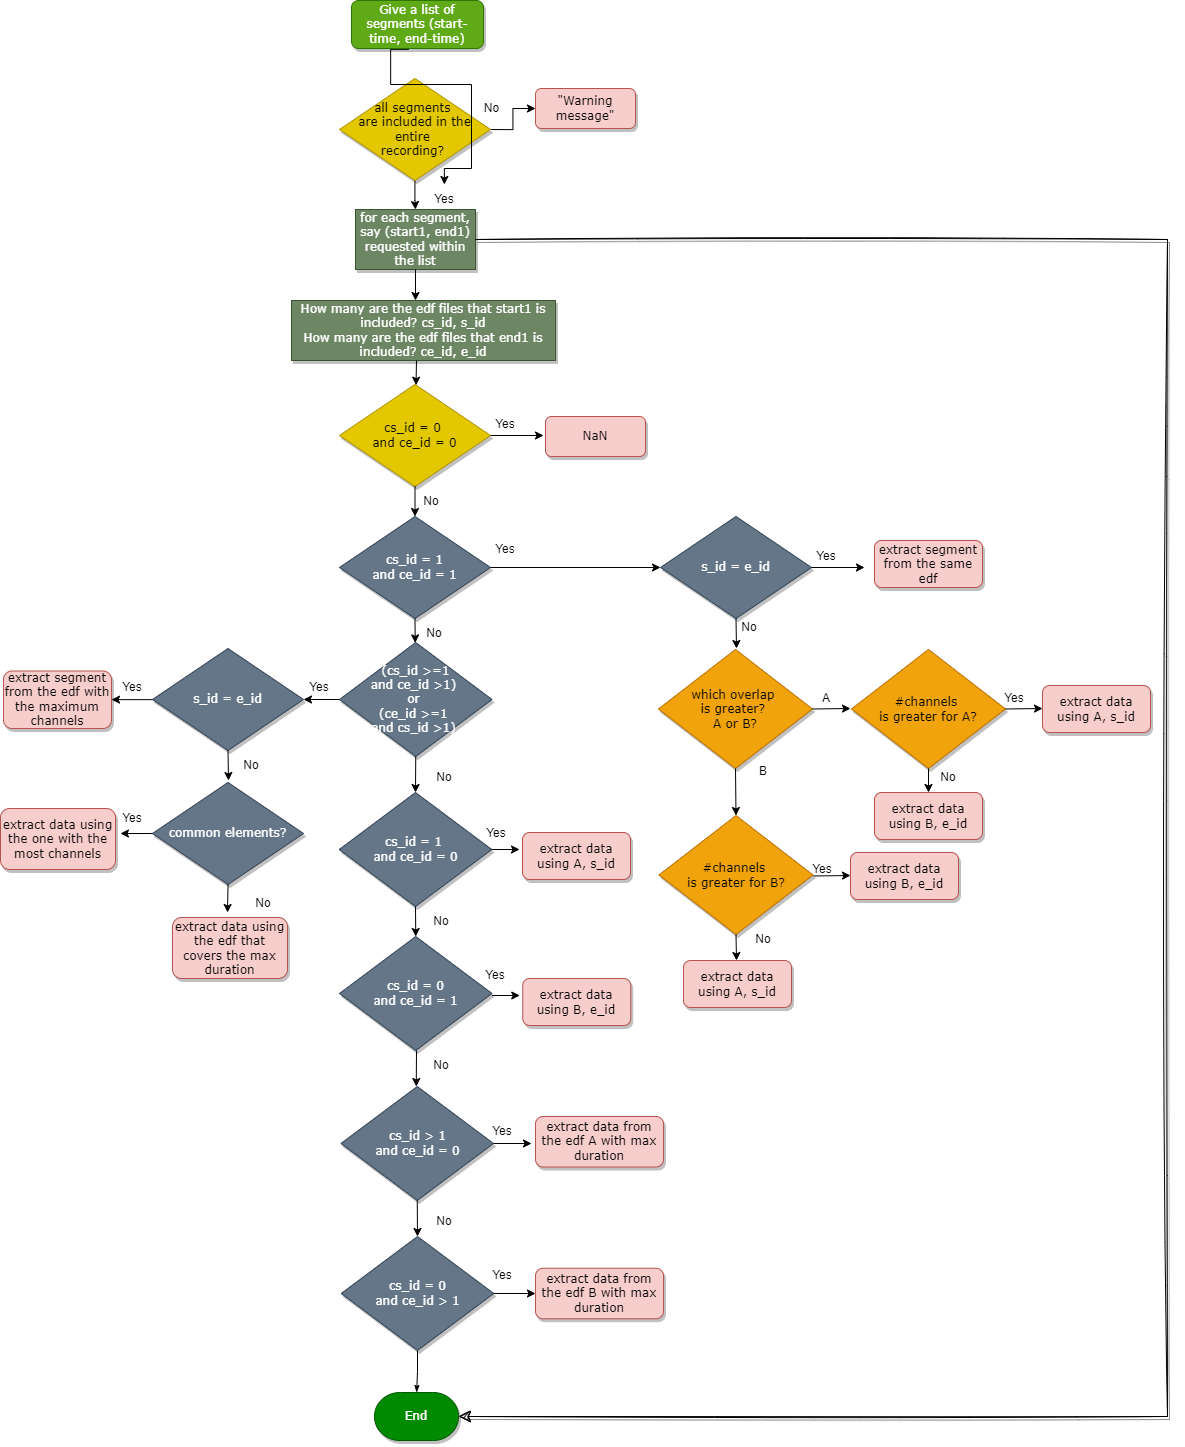 Give a list of
segments (start-
time, end-time)
all segments
are included in the
entire
recording?
No
"Warning
message"
Yes
for each segment,
say (start1, end1)
requested within
the list
How many are the edf files that start1 is
included? cs_id, s_id
How many are the edf files that end1 is
included? ce_id, e_id
cs_id = 0
and ce_id = 0
Yes
NaN
No
cs_id = 1
and ce_id = 1
Yes
s_id = e_id
Yes
extract segment
from the same
edf
No
No
(cs_id >=1
and ce_id >1)
or
(ce_id >=1
and cs_id >1)
Yes
s_id = e_id
Yes
extract segment
from the edf with
the maximum
channels
No
common elements?
Yes
extract data using
the one with the
most channels
No
extract data using
the edf that
covers the max
duration
which overlap
is greater?
A or B?
A
#channels
is greater for A?
Yes
extract data
using A, s_id
No
extract data
using B, e_id
B
#channels
is greater for B?
Yes
extract data
using B, e_id
No
extract data
using A, s_id
No
cs_id = 1
and ce_id = 0
Yes
extract data
using A, s_id
No
cs_id = 0
and ce_id = 1
Yes
extract data
using B, e_id
No
cs_id > 1
and ce_id = 0
Yes
extract data from
the edf A with max
duration
No
cs_id = 0
and ce_id > 1
Yes
extract data from
the edf B with max
duration
End